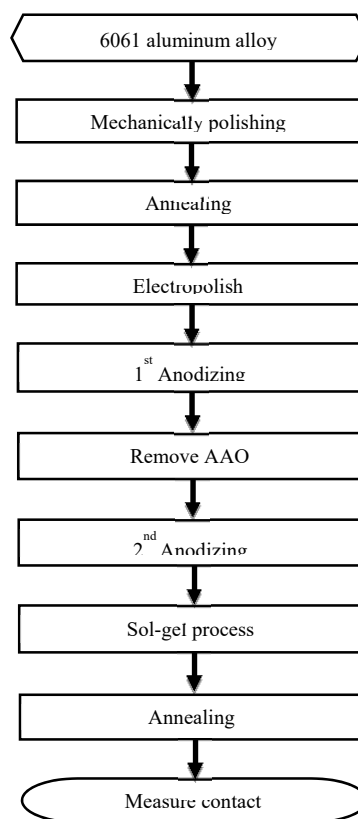 6061 aluminum alloy
Mechanically polishing
Annealing
Electropolish
1st Anodizing
Remove AAO
2nd Anodizing
Sol-gel process
Annealing
Measure contact